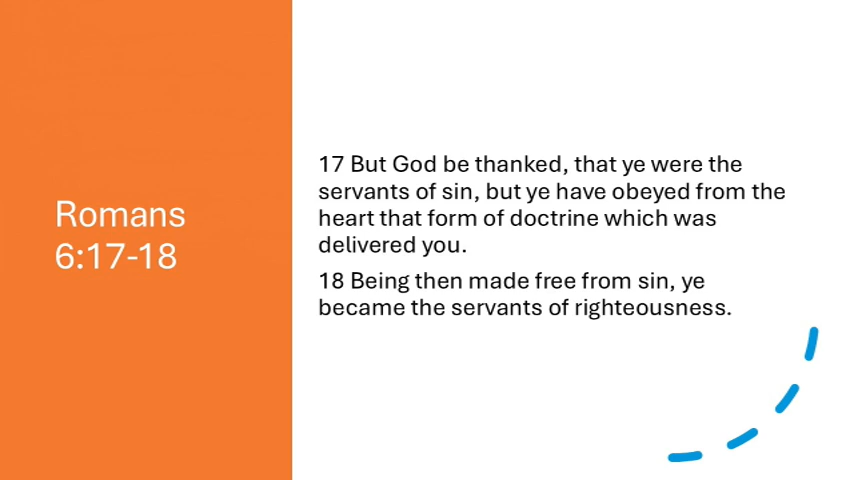 Romans
6:17-18
17 But God be thanked, that ye were the
servants of sin, but ye have obeyed from the
heart that form of doctrine which was
delivered you.
18 Being then made free from sin, ye
became the servants of righteousness.